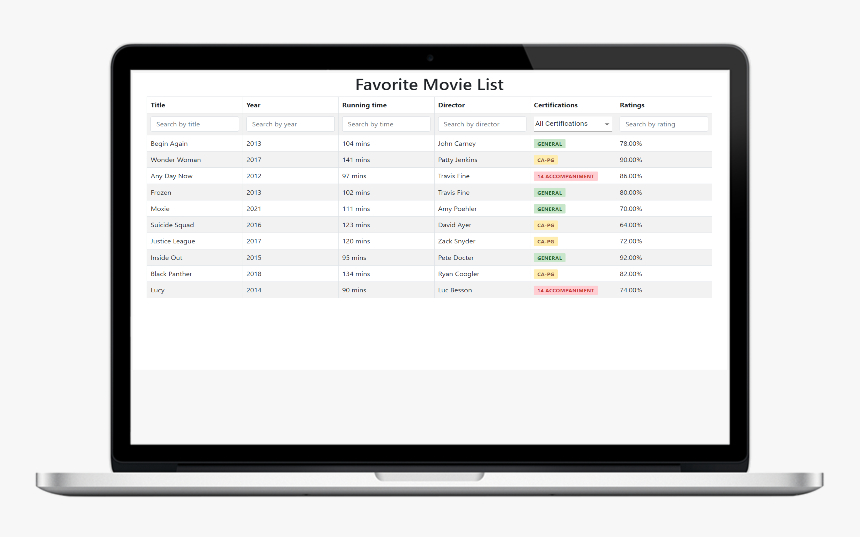 Favorite Movie List
Title Year Running time Director Certifications Ratings
Search by title Search by year Search by time Search by director All Certifications Search by rating
Begin Again 2013 104 mins John Carney GENERAL 78.00%
Wonder Woman 2017 141 mins Patty Jenkins CA-PG 90.00%
Any Day Now 2012 97 mins Travis Fine 14 ACCOMPANIMENT 86.00%
Frozen 2013 102 mins Travis Fine GENERAL 80.00%
Moxie 2021 111 mins Amy Poehler GENERAL 70.00%
Suicide Squad 2016 123 mins David Ayer CA-PG 64.00%
Justice League 2017 120 mins Zack Snyder CA-PG 72.00%
Inside Out 2015 95 mins Pete Docter GENERAL 92.00%
Black Panther 2018 134 mins Ryan Coogler CA-PG 82.00%
Lucy 2014 90 mins Luc Besson 14 ACCOMPANIMENT 74.00%